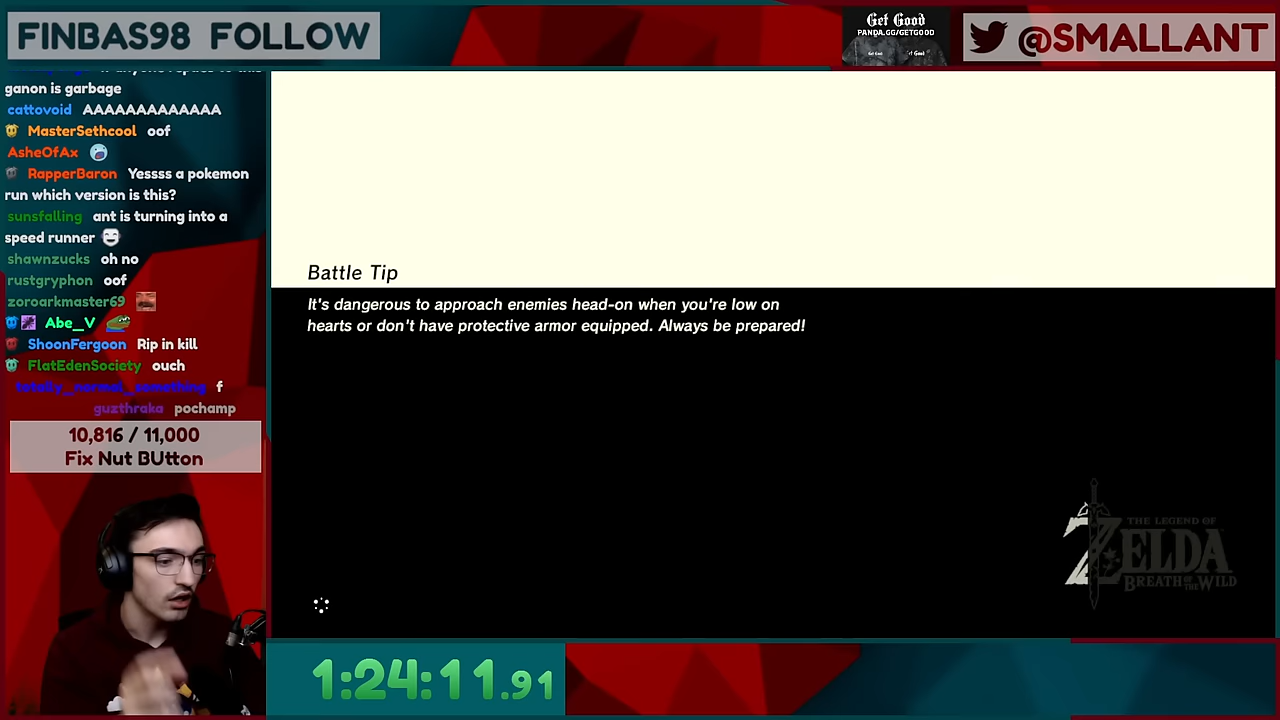 FINBAS98 FOLLOW
Get Good
PANDA.GG/GETGOOD
@SMALLANT
ganon is garbage
cattovoid AAAAAAAAAAAAA
MasterSethcool oof
AsheOfAx
RapperBaron Yessss a pokemon
run which version is this?
sunsfalling ant is turning into a
speed runner
shawnzucks oh no
rustgryphon oof
zoroarkmaster69
Abe__V
ShoonFergoon Rip in kill
FlatEdenSociety ouch
totally_normal_something f
guzthraka pochamp
10,816 / 11,000
Fix Nut BUtton
Battle Tip
It's dangerous to approach enemies head-on when you're low on
hearts or don't have protective armor equipped. Always be prepared!
THE LEGEND OF
ZELDA
BREATH OF THE WILD
1:24:11.91